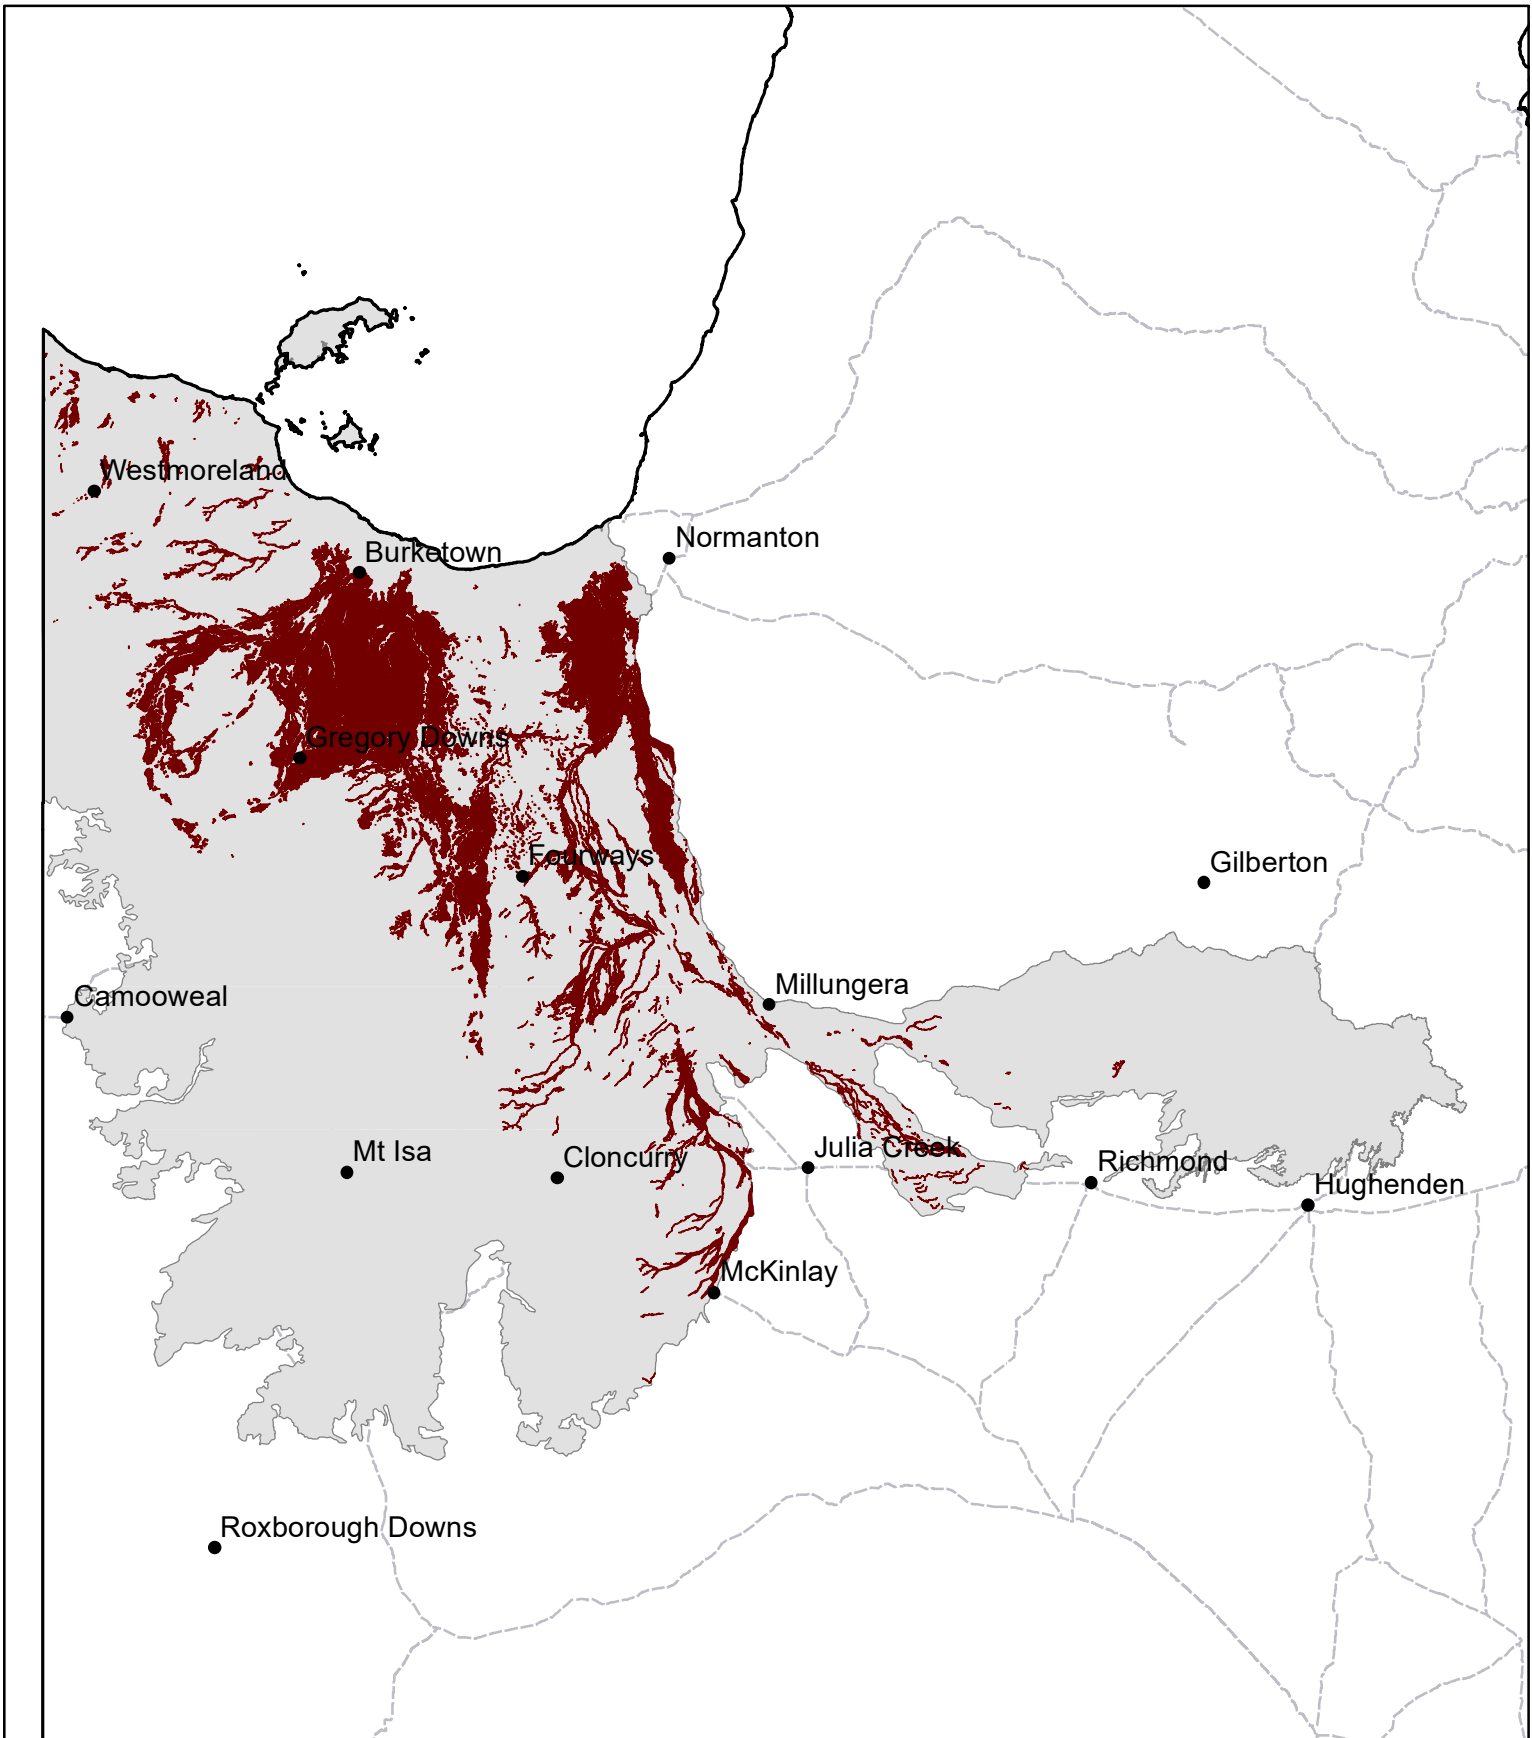 Westmoreland
Burketown
Normanton
Gregory Downs
Fourways
Gilberton
Millungera
Camooweal
Mt Isa
Cloncurry
Julia Creek
Richmond
Hughenden
McKinlay
Roxborough Downs